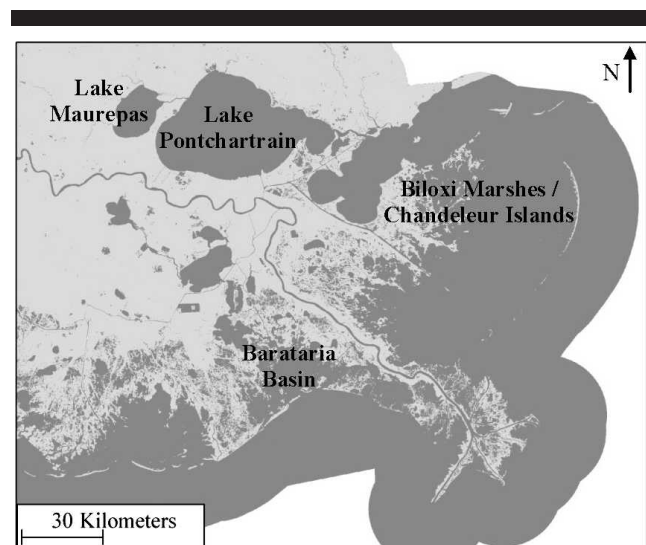 N
Lake
Maurepas
Lake
Pontchartrain
Biloxi Marshes /
Chandeleur Islands
Barataria
Basin
30 Kilometers